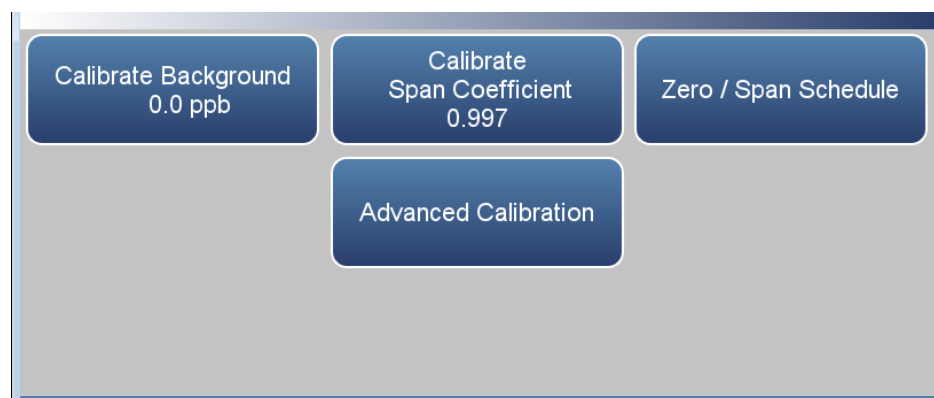 Calibrate Background
0.0 ppb
Calibrate
Span Coefficient
0.997
Zero / Span Schedule
Advanced Calibration